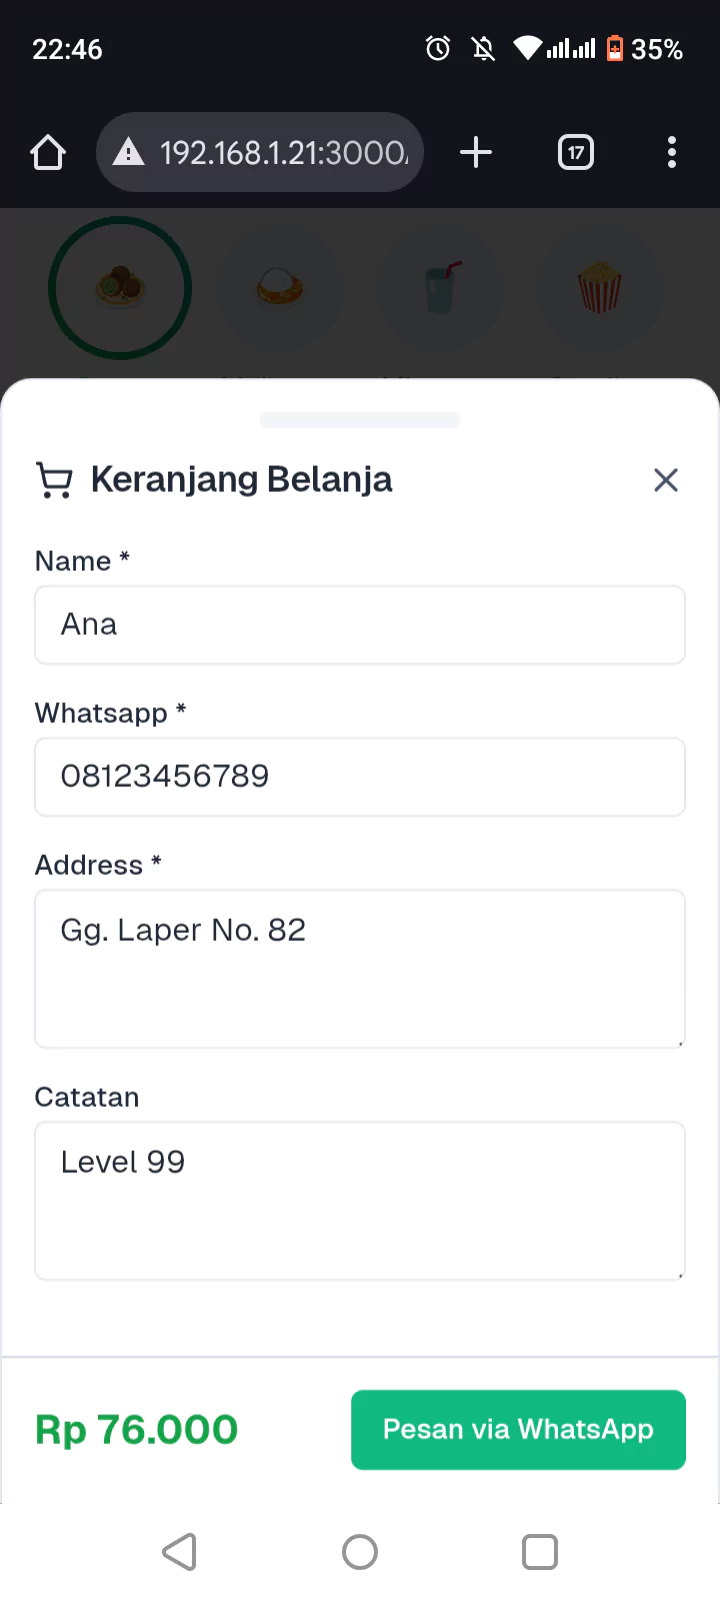 22:46
35%
192.168.1.21:3000/
17
Keranjang Belanja
Name *
Ana
Whatsapp *
08123456789
Address *
Gg. Laper No. 82
Catatan
Level 99
Rp 76.000
Pesan via WhatsApp